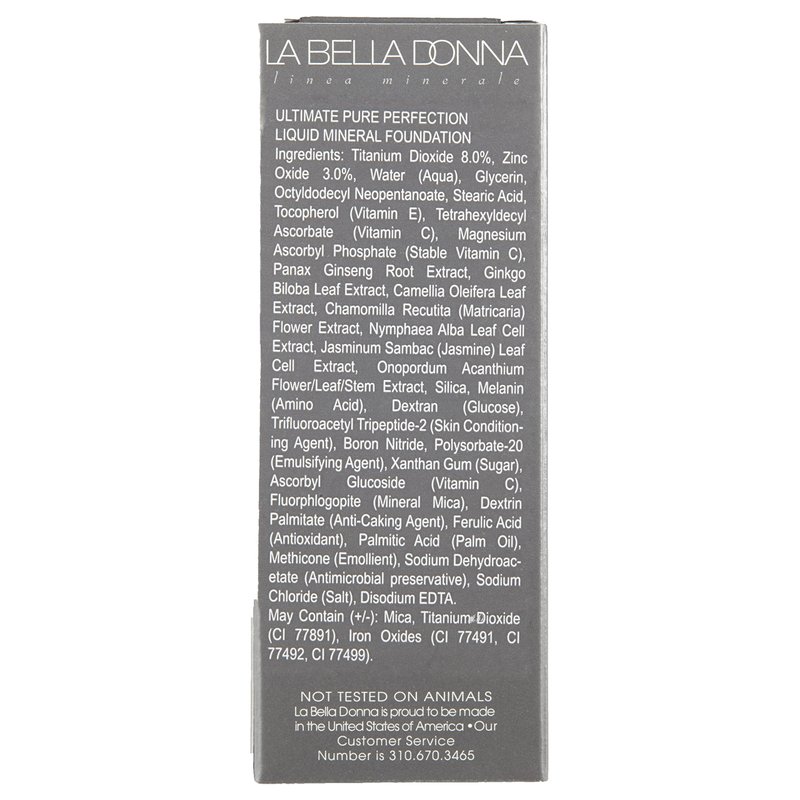 LA BELLA DONNA
linea minerale
ULTIMATE PURE PERFECTION
LIQUID MINERAL FOUNDATION
Ingredients: Titanium Dioxide 8.0%, Zinc
Oxide 3.0%, Water (Aqua), Glycerin,
Octyldodecyl Neopentanoate, Stearic Acid,
Tocopherol (Vitamin E), Tetrahexyldecyl
Ascorbate (Vitamin C), Magnesium
Ascorbyl Phosphate (Stable Vitamin C),
Panax Ginseng Root Extract, Ginkgo
Biloba Leaf Extract, Camellia Oleifera Leaf
Extract, Chamomilla Recutita (Matricaria)
Flower Extract, Nymphaea Alba Leaf Cell
Extract, Jasminum Sambac (Jasmine) Leaf
Cell Extract, Onopordum Acanthium
Flower/Leaf/Stem Extract, Silica, Melanin
(Amino Acid), Dextran (Glucose),
Trifluoroacetyl Tripeptide-2 (Skin Condition-
ing Agent), Boron Nitride, Polysorbate-20
(Emulsifying Agent), Xanthan Gum (Sugar),
Ascorbyl Glucoside (Vitamin C),
Fluorphlogopite (Mineral Mica), Dextrin
Palmitate (Anti-Caking Agent), Ferulic Acid
(Antioxidant), Palmitic Acid (Palm Oil),
Methicone (Emollient), Sodium Dehydroac-
etate (Antimicrobial preservative), Sodium
Chloride (Salt), Disodium EDTA.
May Contain (+/-): Mica, Titanium Dioxide
(CI 77891), Iron Oxides (CI 77491, CI
77492, CI 77499).
NOT TESTED ON ANIMALS
La Bella Donna is proud to be made
in the United States of America • Our
Customer Service
Number is 310.670.3465